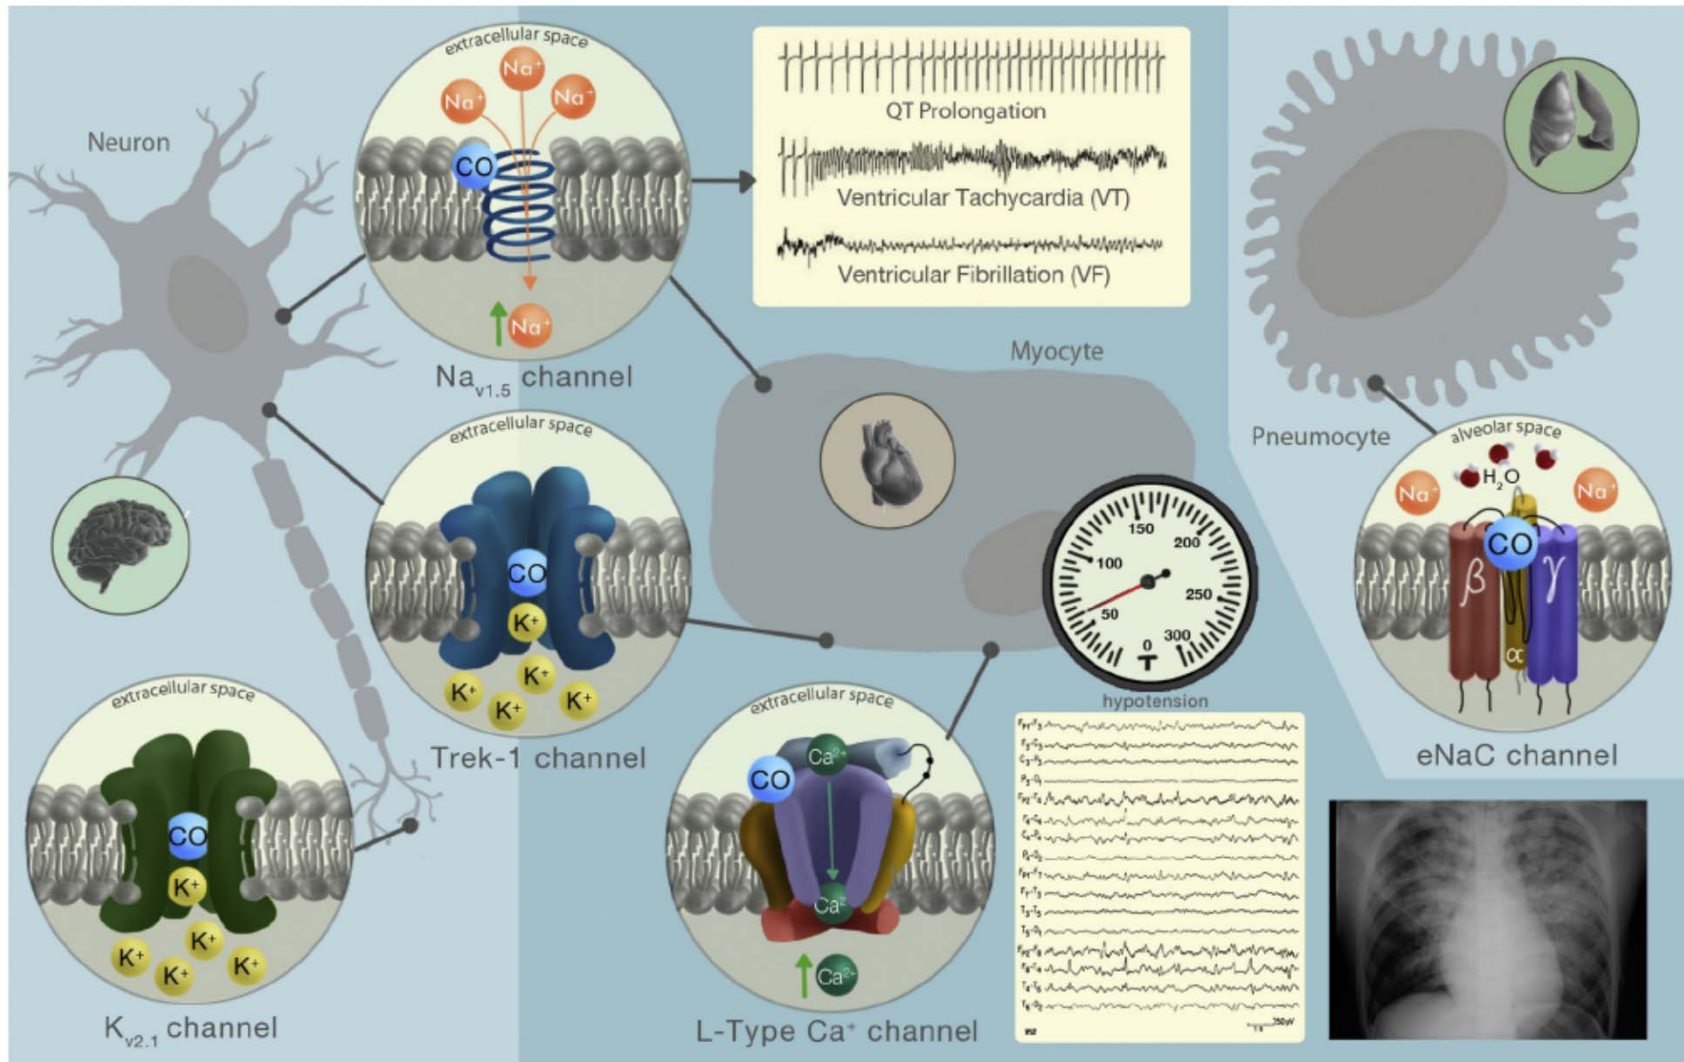 Neuron
extracellular space
Na⁺
Na⁺
Na⁺
CO
Na⁺
Naᵥ₁.₅ channel
QT Prolongation
Ventricular Tachycardia (VT)
Ventricular Fibrillation (VF)
Myocyte
Pneumocyte
alveolar space
H₂O
Na⁺
Na⁺
CO
β
γ
α
eNaC channel
extracellular space
CO
K⁺
K⁺
K⁺
K⁺
K⁺
Trek-1 channel
150
100
200
50
250
0
300
hypotension
extracellular space
CO
K⁺
K⁺
K⁺
K⁺
K⁺
Kᵥ₂.₁ channel
extracellular space
Ca²⁺
CO
Ca²
Ca²⁺
L-Type Ca⁺ channel